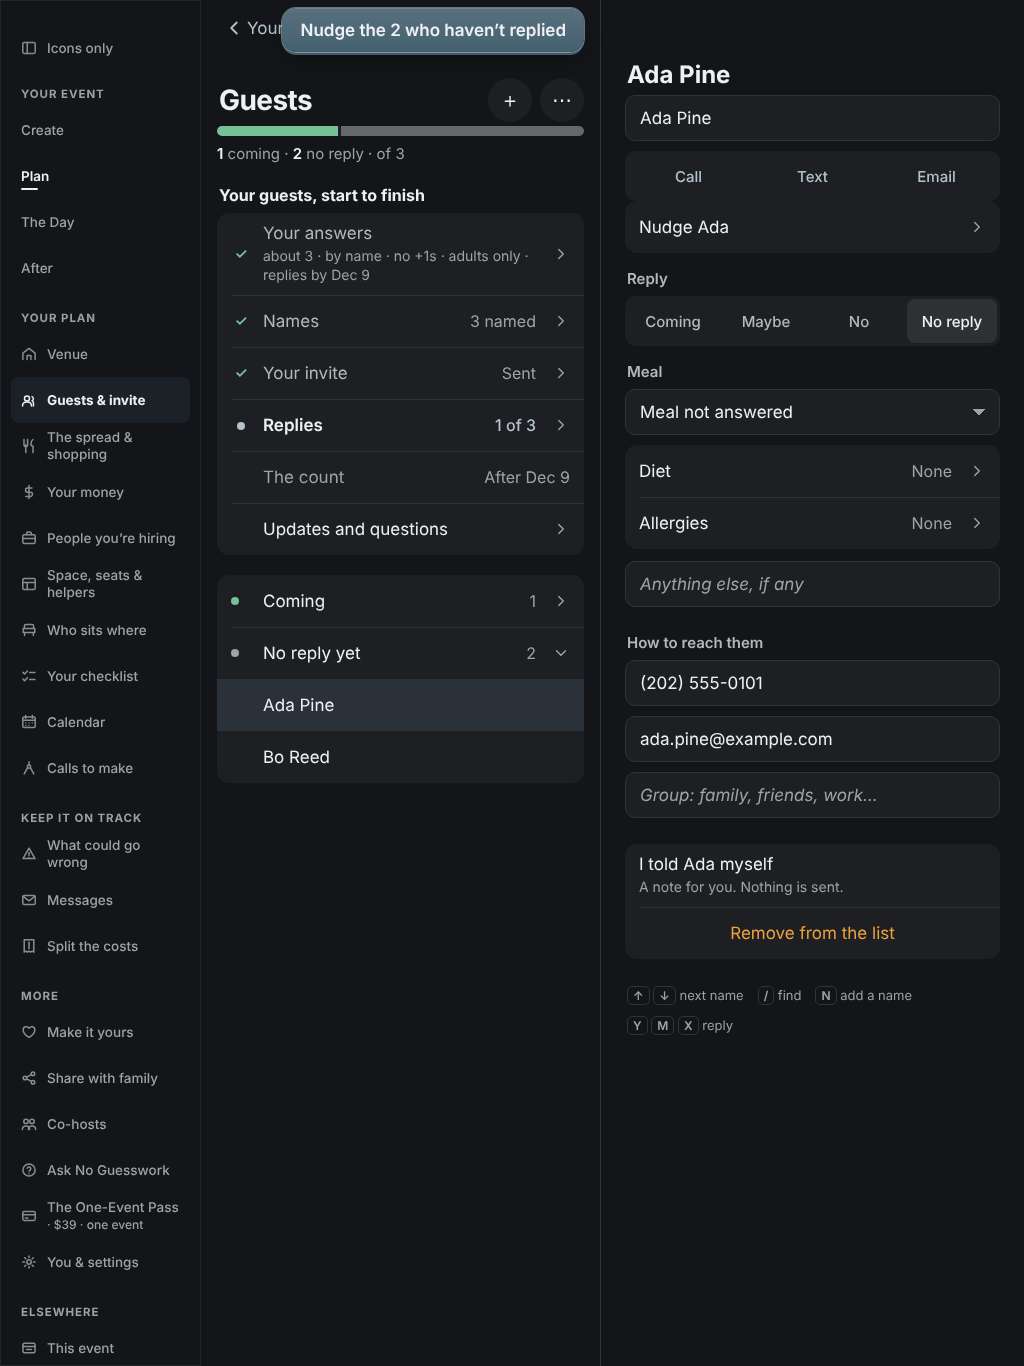 Icons only
YOUR EVENT
Create
Plan
The Day
After
YOUR PLAN
Venue
Guests & invite
The spread &
shopping
Your money
People you’re hiring
Space, seats &
helpers
Who sits where
Your checklist
Calendar
Calls to make
KEEP IT ON TRACK
What could go
wrong
Messages
Split the costs
MORE
Make it yours
Share with family
Co-hosts
Ask No Guesswork
The One-Event Pass
· $39 · one event
You & settings
ELSEWHERE
This event
Your
Nudge the 2 who haven’t replied
Guests
1 coming · 2 no reply · of 3
Your guests, start to finish
Your answers
about 3 · by name · no +1s · adults only ·
replies by Dec 9
Names 3 named
Your invite Sent
Replies 1 of 3
The count After Dec 9
Updates and questions
Coming 1
No reply yet 2
Ada Pine
Bo Reed
Ada Pine
Ada Pine
Call Text Email
Nudge Ada
Reply
Coming Maybe No No reply
Meal
Meal not answered
Diet None
Allergies None
Anything else, if any
How to reach them
(202) 555-0101
ada.pine@example.com
Group: family, friends, work...
I told Ada myself
A note for you. Nothing is sent.
Remove from the list
↑ ↓ next name / find N add a name
Y M X reply